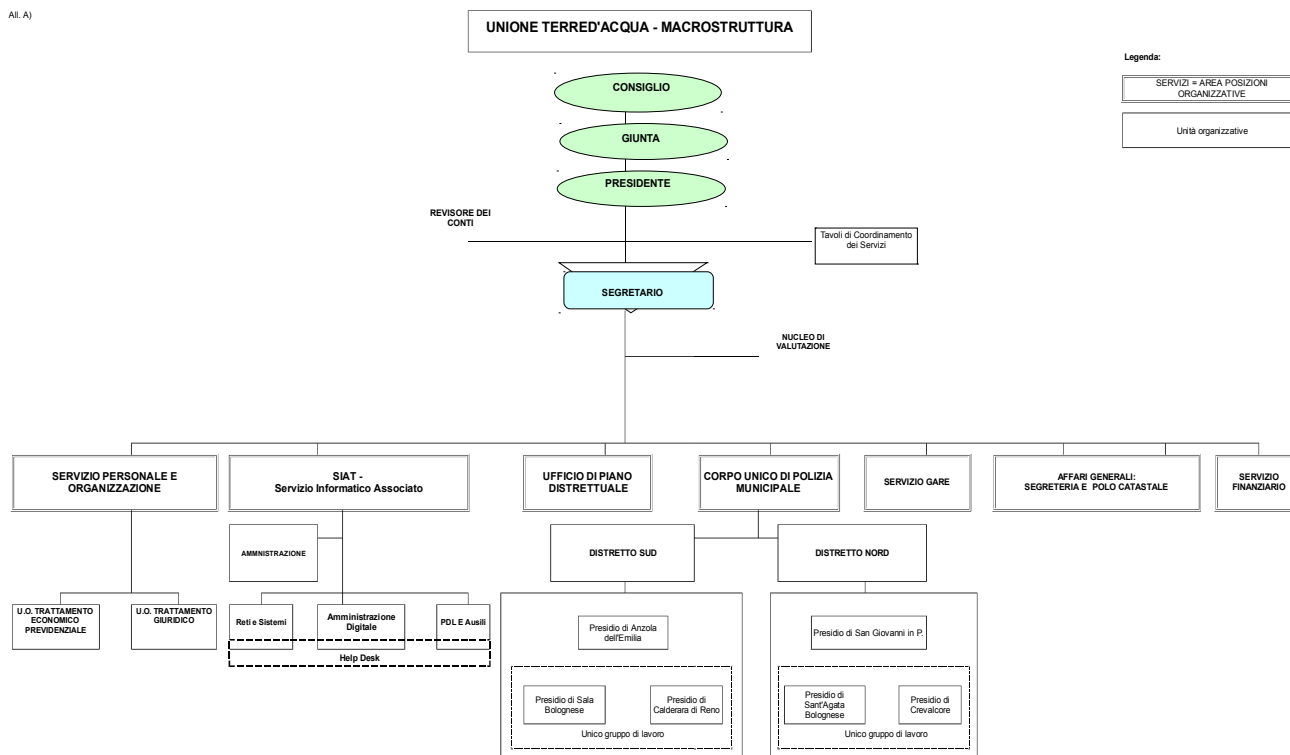 All. A)
UNIONE TERRED'ACQUA - MACROSTRUTTURA
Legenda:
SERVIZI = AREA POSIZIONI
ORGANIZZATIVE
Unità organizzative
CONSIGLIO
GIUNTA
PRESIDENTE
REVISORE DEI
CONTI
Tavoli di Coordinamento
dei Servizi
SEGRETARIO
NUCLEO DI
VALUTAZIONE
SERVIZIO PERSONALE E
ORGANIZZAZIONE
SIAT -
Servizio Informatico Associato
UFFICIO DI PIANO
DISTRETTUALE
CORPO UNICO DI POLIZIA
MUNICIPALE
SERVIZIO GARE
AFFARI GENERALI:
SEGRETERIA E POLO CATASTALE
SERVIZIO
FINANZIARIO
AMMNISTRAZIONE
DISTRETTO SUD
DISTRETTO NORD
U.O. TRATTAMENTO
ECONOMICO
PREVIDENZIALE
U.O. TRATTAMENTO
GIURIDICO
Reti e Sistemi
Amministrazione
Digitale
PDL E Ausili
Help Desk
Presidio di Anzola
dell'Emilia
Presidio di San Giovanni in P.
Presidio di Sala
Bolognese
Presidio di
Calderara di Reno
Unico gruppo di lavoro
Presidio di
Sant'Agata
Bolognese
Presidio di
Crevalcore
Unico gruppo di lavoro